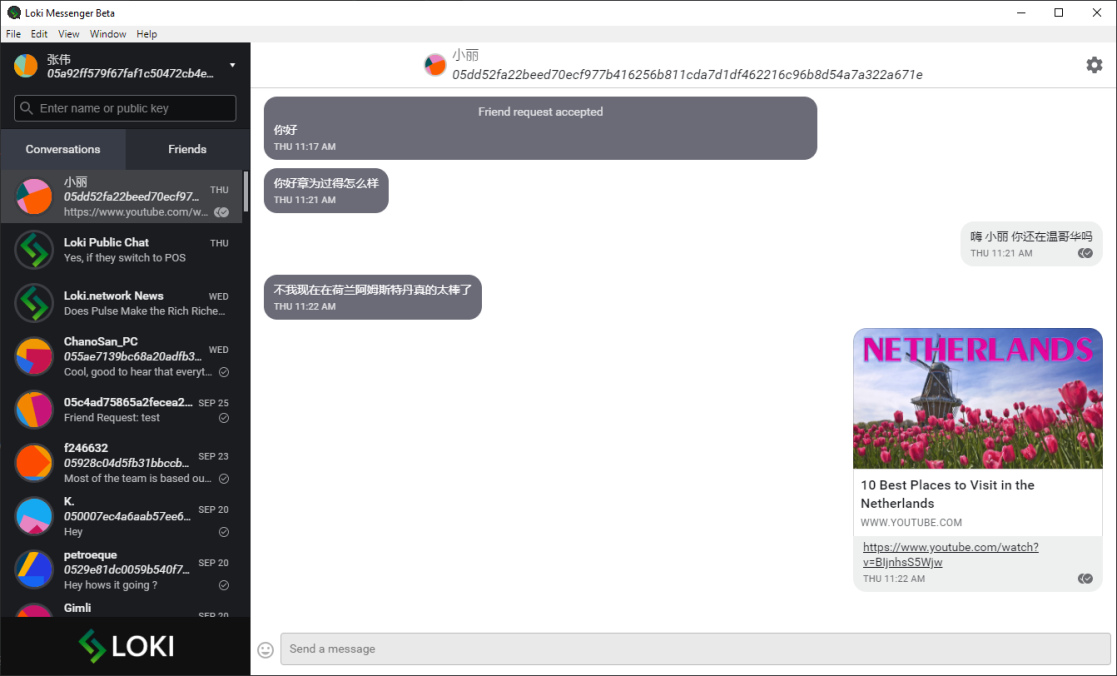 Loki Messenger Beta
File Edit View Window Help
张伟
05a92ff579f67faf1c50472cb4e...
Enter name or public key
Conversations Friends
小丽
05dd52fa22beed70ecf97... THU
https://www.youtube.com/w...
Loki Public Chat THU
Yes, if they switch to POS
Loki.network News WED
Does Pulse Make the Rich Riche...
ChanoSan_PC
055ae7139bc68a20adfb3... WED
Cool, good to hear that everyt...
05c4ad75865a2fecea2... SEP 25
Friend Request: test
f246632
05928c04d5fb31bbccb... SEP 23
Most of the team is based ou...
K.
050007ec4a6aab57ee6... SEP 20
Hey
petroeque
0529e81dc0059b540f7... SEP 20
Hey hows it going ?
Gimli
SEP 20
LOKI
小丽
05dd52fa22beed70ecf977b416256b811cda7d1df462216c96b8d54a7a322a671e
Friend request accepted
你好
THU 11:17 AM
你好章为过得怎么样
THU 11:21 AM
嗨 小丽 你还在温哥华吗
THU 11:21 AM
不我现在在荷兰阿姆斯特丹真的太棒了
THU 11:22 AM
NETHERLANDS
10 Best Places to Visit in the
Netherlands
WWW.YOUTUBE.COM
https://www.youtube.com/watch?
v=BIjnhsS5Wjw
THU 11:22 AM
Send a message